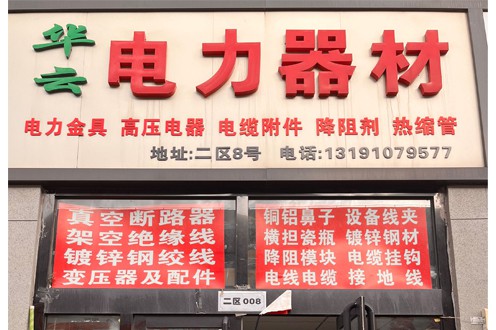 华云
电力器材
电力金具 高压电器 电缆附件 降阻剂 热缩管
地址:二区8号 电话:13191079577
真空断路器
架空绝缘线
镀锌钢绞线
变压器及配件
铜铝鼻子 设备线夹
横担瓷瓶 镀锌钢材
降阻模块 电缆挂钩
电线电缆 接地线
二区 008